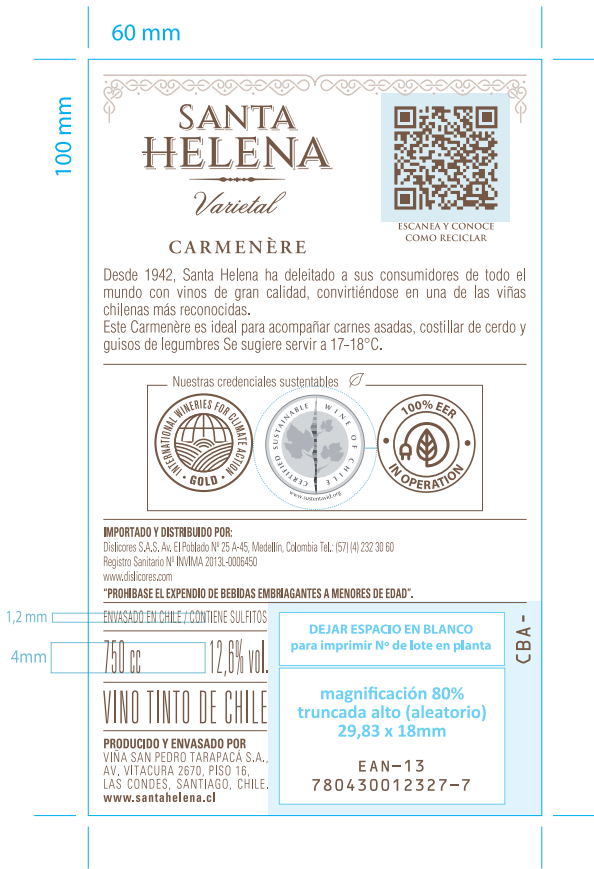 60 mm
100 mm
SANTA
HELENA
Varietal
CARMENÈRE
ESCANEA Y CONOCE
COMO RECICLAR
Desde 1942, Santa Helena ha deleitado a sus consumidores de todo el
mundo con vinos de gran calidad, convirtiéndose en una de las viñas
chilenas más reconocidas.
Este Carmenère es ideal para acompañar carnes asadas, costillar de cerdo y
guisos de legumbres Se sugiere servir a 17-18°C.
Nuestras credenciales sustentables
INTERNATIONAL WINERIES FOR CLIMATE ACTION
• GOLD •
CERTIFIED SUSTAINABLE WINE OF CHILE
www.sustentavid.org
100% EER
• IN OPERATION •
IMPORTADO Y DISTRIBUIDO POR:
Dislicores S.A.S. Av. El Poblado Nº 25 A-45, Medellín, Colombia Tel.: (57) (4) 232 30 60
Registro Sanitario Nº INVIMA 2013L-0006450
www.dislicores.com
“PROHÍBASE EL EXPENDIO DE BEBIDAS EMBRIAGANTES A MENORES DE EDAD”.
1,2 mm
ENVASADO EN CHILE / CONTIENE SULFITOS
4mm
750 cc 12,6% vol.
VINO TINTO DE CHILE
PRODUCIDO Y ENVASADO POR
VIÑA SAN PEDRO TARAPACÁ S.A.,
AV. VITACURA 2670, PISO 16,
LAS CONDES, SANTIAGO, CHILE.
www.santahelena.cl
DEJAR ESPACIO EN BLANCO
para imprimir Nº de lote en planta
CBA-
magnificación 80%
truncada alto (aleatorio)
29,83 x 18mm
EAN-13
780430012327-7